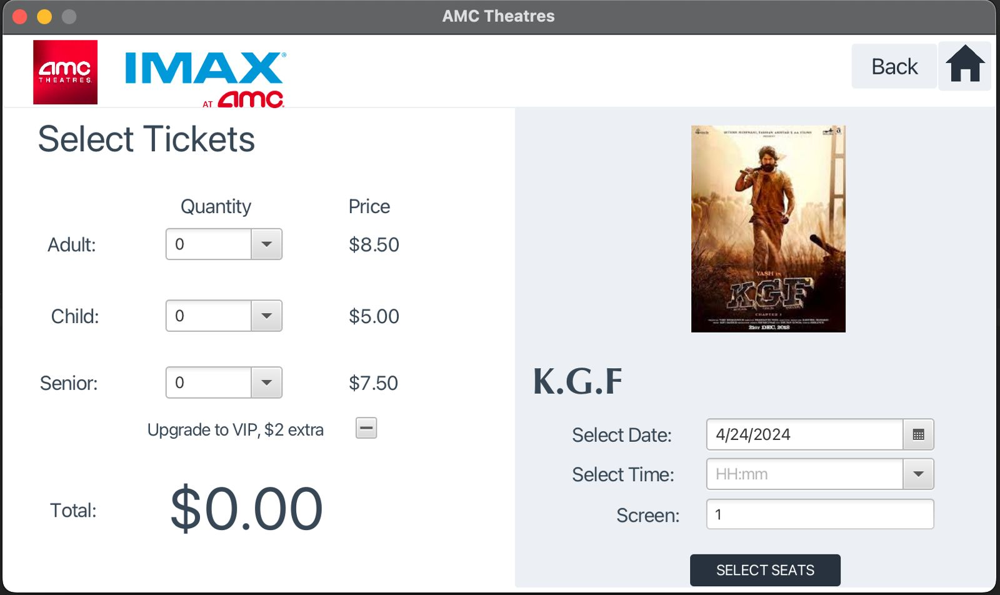 AMC Theatres
amc
THEATRES
IMAX®
AT amc
Back
Select Tickets
Quantity Price
Adult: 0 $8.50
Child: 0 $5.00
Senior: 0 $7.50
Upgrade to VIP, $2 extra
Total: $0.00
YASH IN
KGF
CHAPTER 1
21ST DEC, 2018
K.G.F
Select Date: 4/24/2024
Select Time: HH:mm
Screen: 1
SELECT SEATS